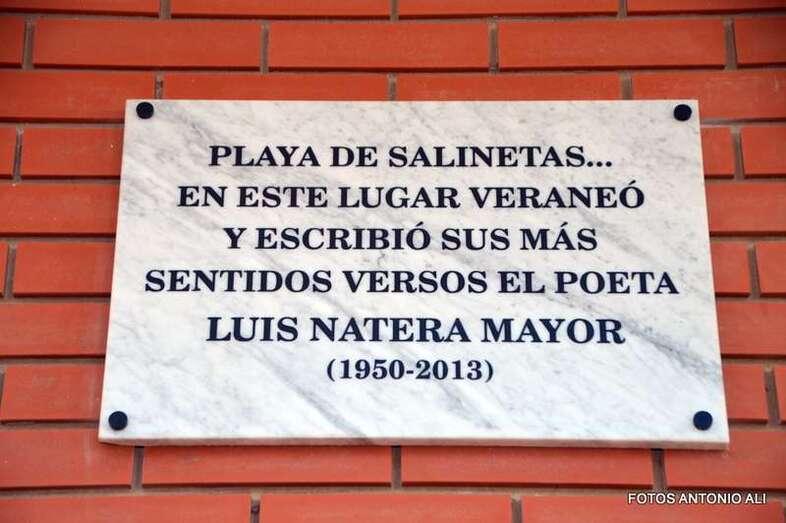 PLAYA DE SALINETAS...
EN ESTE LUGAR VERANEÓ
Y ESCRIBIÓ SUS MÁS
SENTIDOS VERSOS EL POETA
LUIS NATERA MAYOR
(1950-2013)
FOTOS ANTONIO ALI